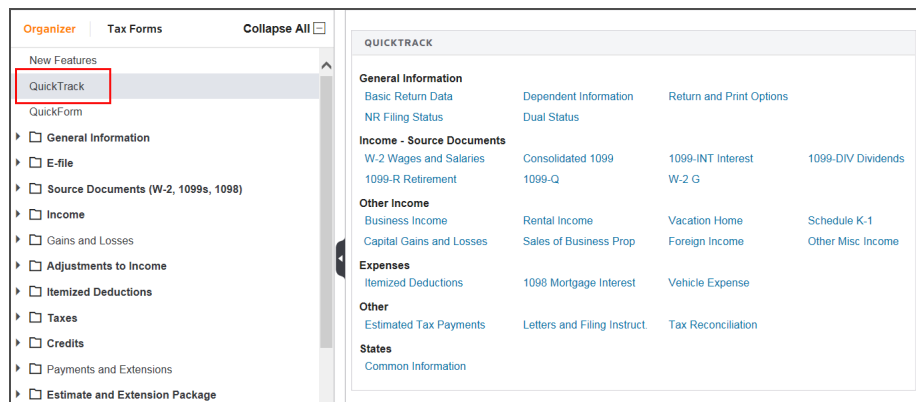 Organizer Tax Forms Collapse All
New Features
QuickTrack
QuickForm
General Information
E-file
Source Documents (W-2, 1099s, 1098)
Income
Gains and Losses
Adjustments to Income
Itemized Deductions
Taxes
Credits
Payments and Extensions
Estimate and Extension Package
QUICKTRACK
General Information
Basic Return Data Dependent Information Return and Print Options
NR Filing Status Dual Status
Income - Source Documents
W-2 Wages and Salaries Consolidated 1099 1099-INT Interest 1099-DIV Dividends
1099-R Retirement 1099-Q W-2 G
Other Income
Business Income Rental Income Vacation Home Schedule K-1
Capital Gains and Losses Sales of Business Prop Foreign Income Other Misc Income
Expenses
Itemized Deductions 1098 Mortgage Interest Vehicle Expense
Other
Estimated Tax Payments Letters and Filing Instruct. Tax Reconciliation
States
Common Information